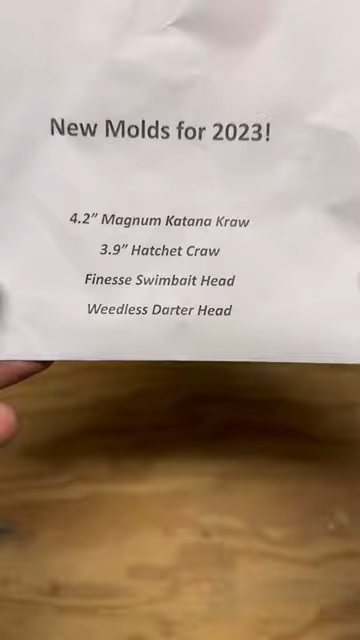 New Molds for 2023!
4.2" Magnum Katana Kraw
3.9" Hatchet Craw
Finesse Swimbait Head
Weedless Darter Head